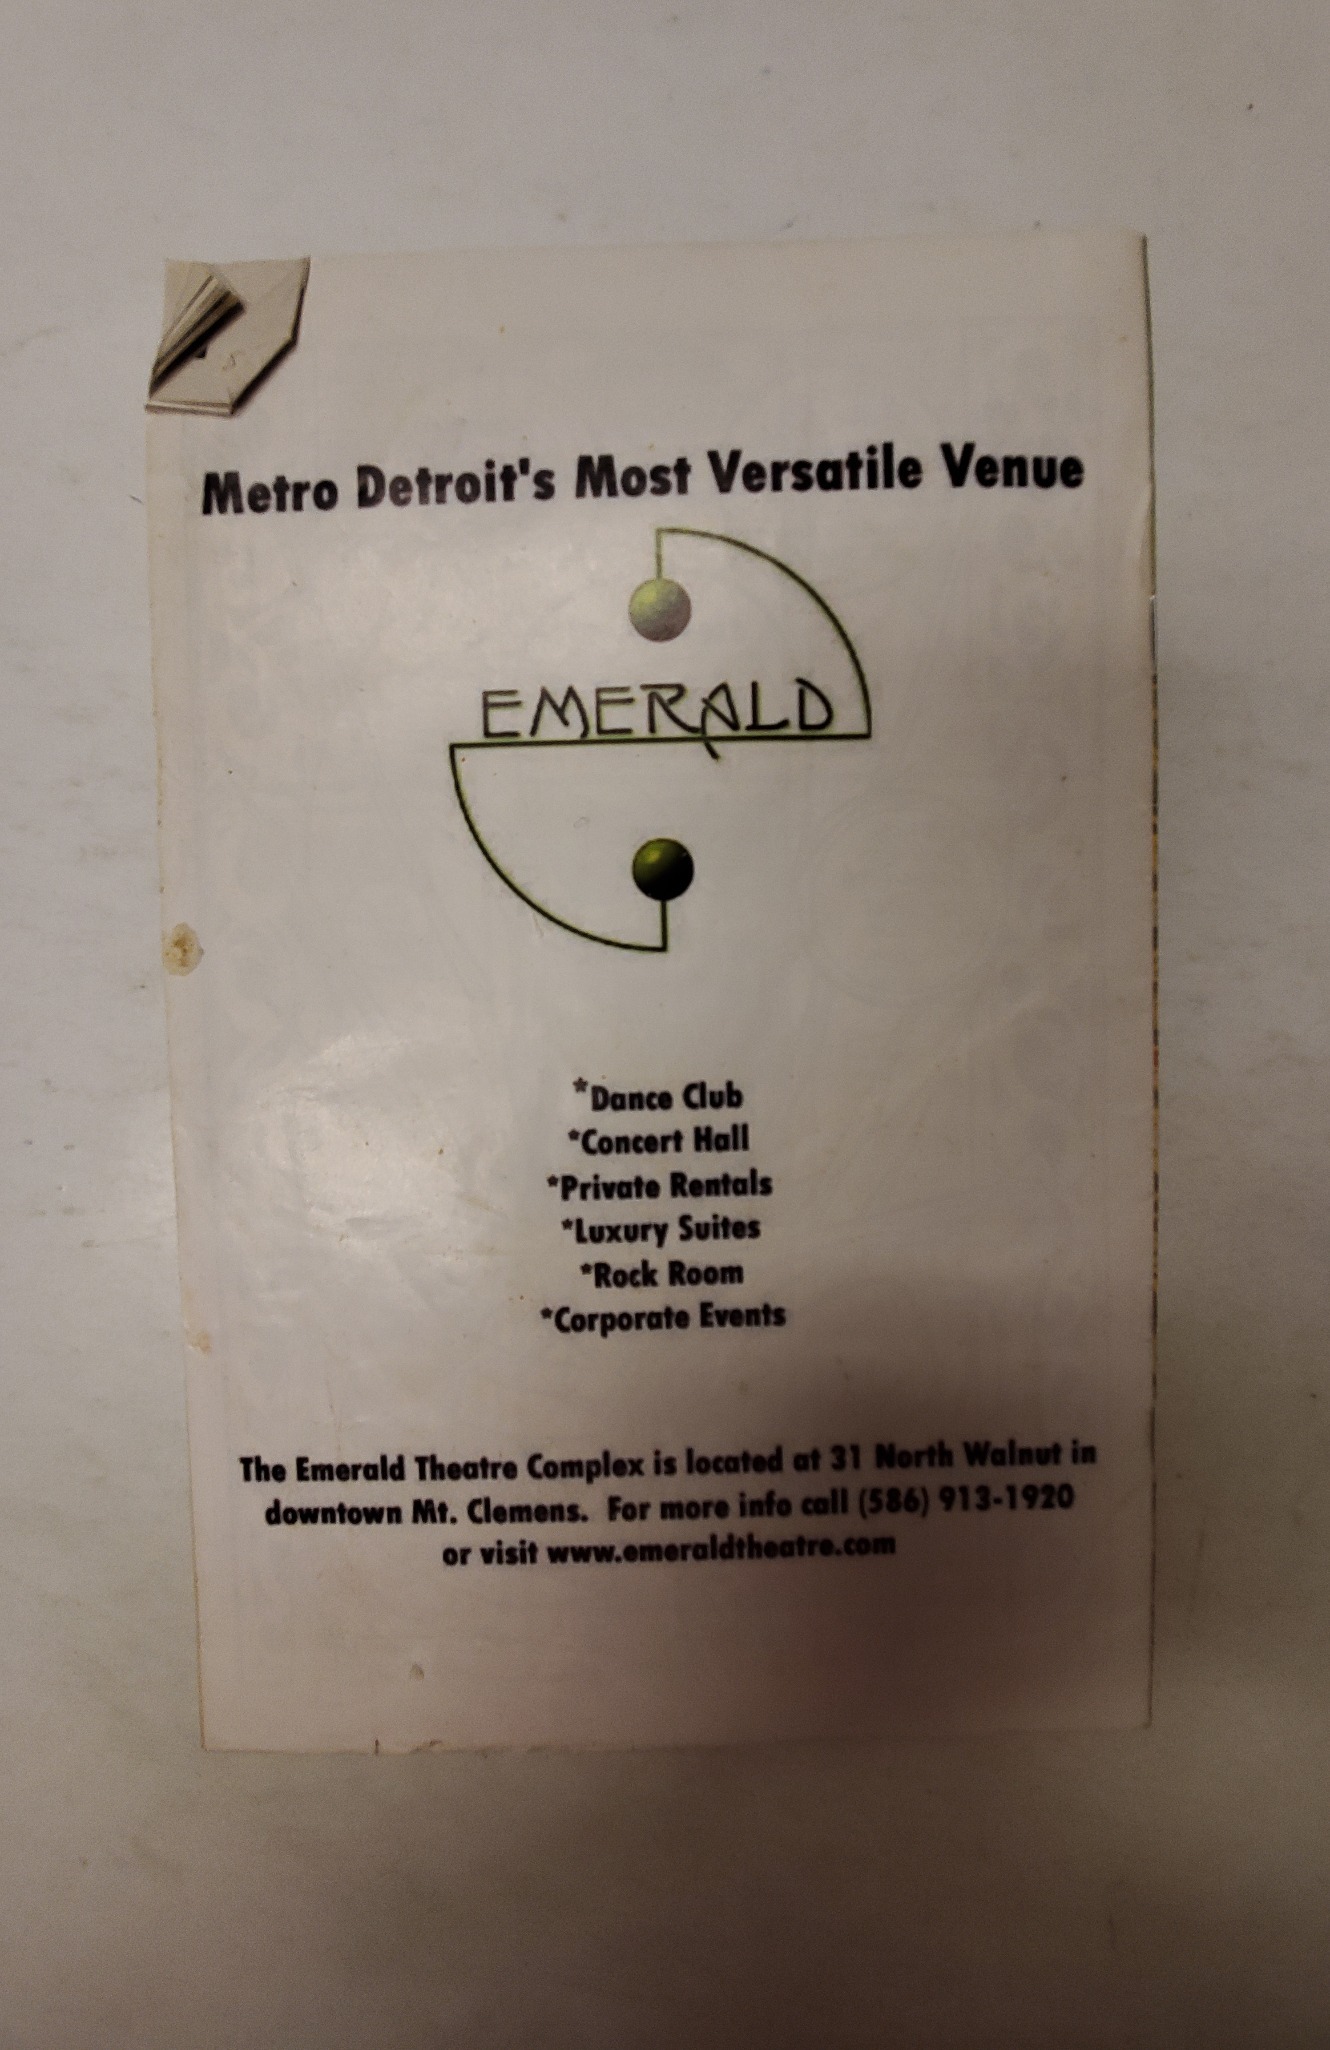 Metro Detroit's Most Versatile Venue
EMERALD
*Dance Club
*Concert Hall
*Private Rentals
*Luxury Suites
*Rock Room
*Corporate Events
The Emerald Theatre Complex is located at 31 North Walnut in
downtown Mt. Clemens.  For more info call (586) 913-1920
or visit www.emeraldtheatre.com